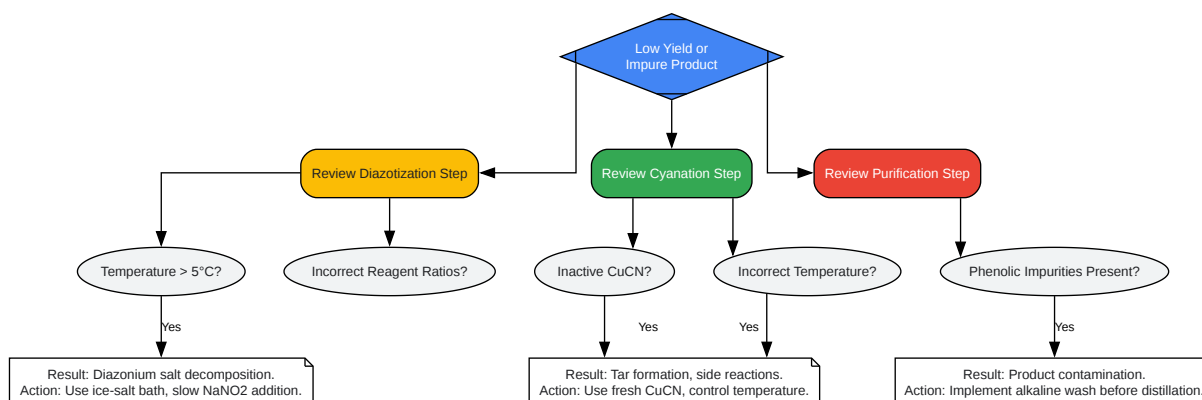 Low Yield or
Impure Product
Review Diazotization Step
Review Cyanation Step
Review Purification Step
Temperature > 5°C?
Incorrect Reagent Ratios?
Inactive CuCN?
Incorrect Temperature?
Phenolic Impurities Present?
Yes
Yes
Yes
Yes
Result: Diazonium salt decomposition.
Action: Use ice-salt bath, slow NaNO2 addition.
Result: Tar formation, side reactions.
Action: Use fresh CuCN, control temperature.
Result: Product contamination.
Action: Implement alkaline wash before distillation.